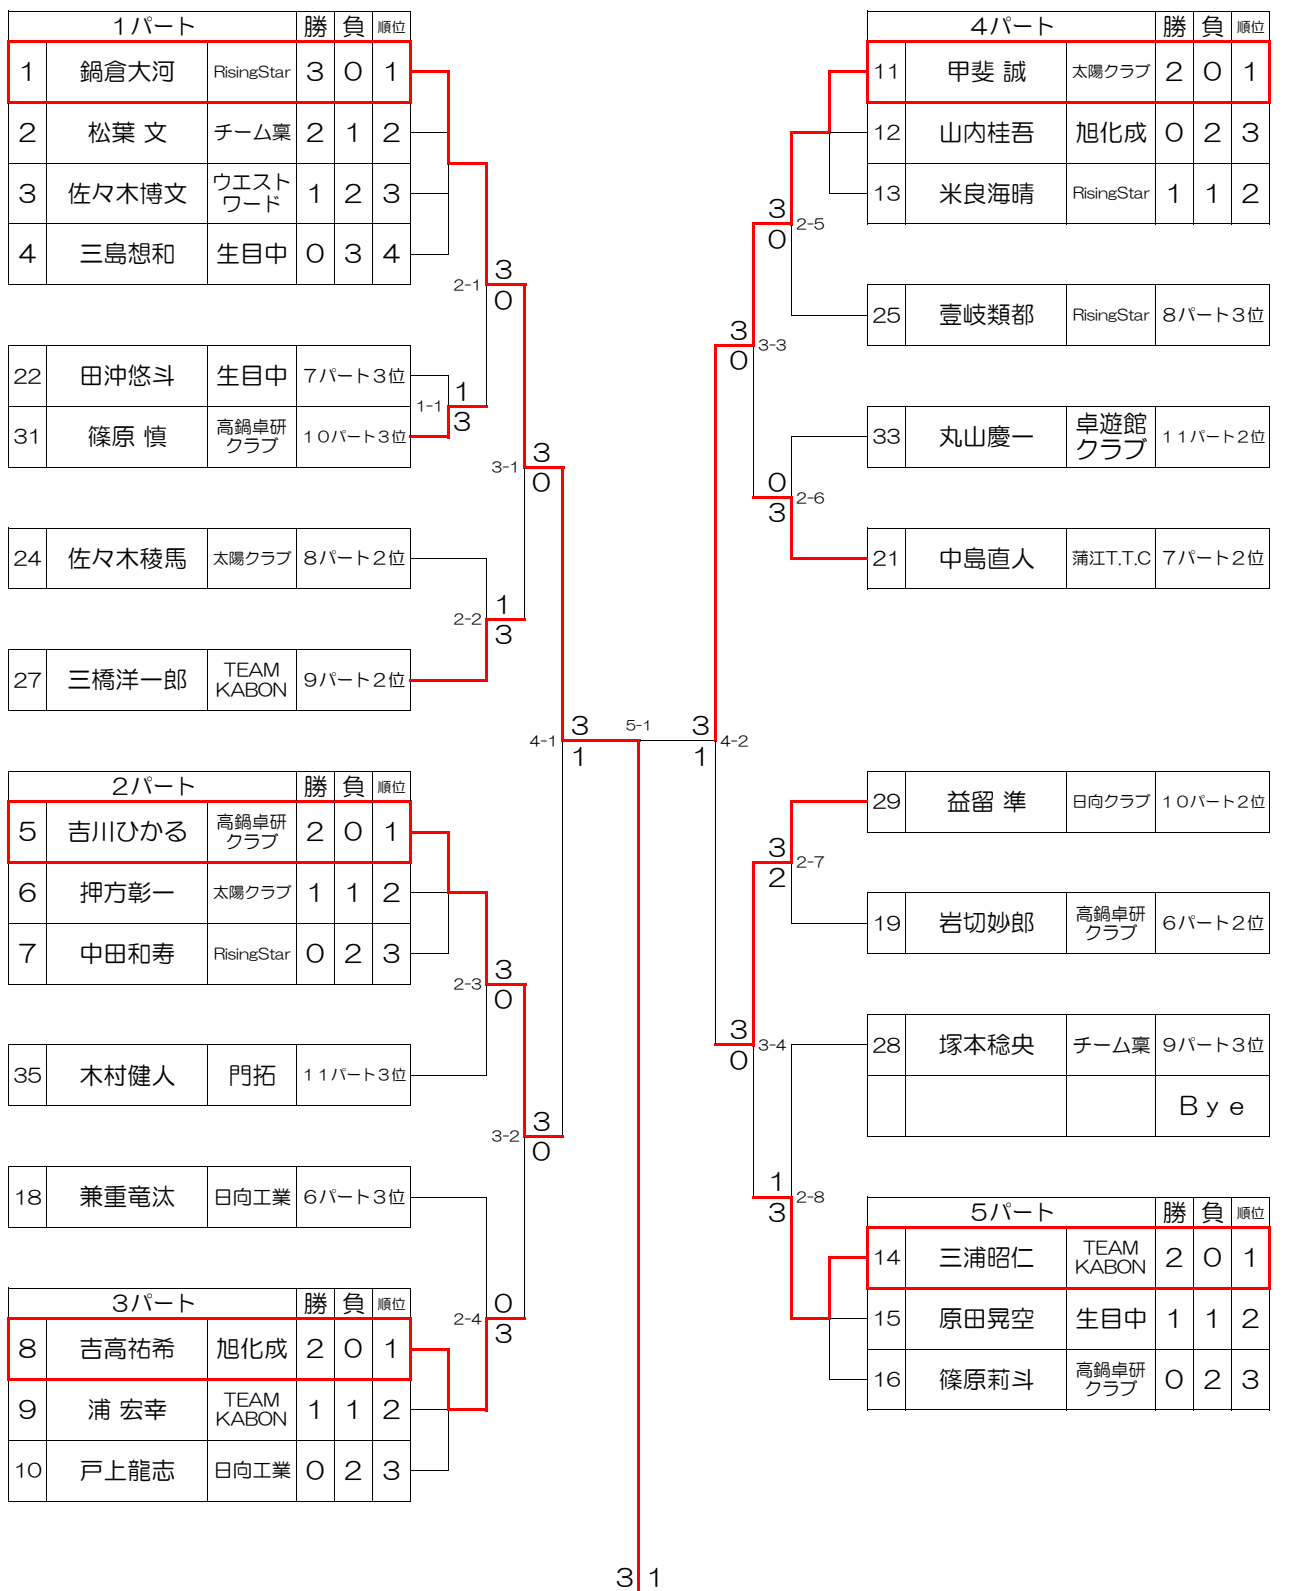 1パート 勝 負 順位
1 鍋倉大河 RisingStar 3 0 1
2 松葉 文 チーム稟 2 1 2
3 佐々木博文 ウエストワード 1 2 3
4 三島想和 生目中 0 3 4
2-1 3 0
22 田沖悠斗 生目中 7パート3位
1-1 1 3
31 篠原 慎 高鍋卓研クラブ 10パート3位
3-1 3 0
24 佐々木稜馬 太陽クラブ 8パート2位
2-2 1 3
27 三橋洋一郎 TEAM KABON 9パート2位
4-1 3 1
2パート 勝 負 順位
5 吉川ひかる 高鍋卓研クラブ 2 0 1
6 押方彰一 太陽クラブ 1 1 2
7 中田和寿 RisingStar 0 2 3
2-3 3 0
35 木村健人 門拓 11パート3位
3-2 3 0
18 兼重竜汰 日向工業 6パート3位
2-4 0 3
3パート 勝 負 順位
8 吉高祐希 旭化成 2 0 1
9 浦 宏幸 TEAM KABON 1 1 2
10 戸上龍志 日向工業 0 2 3
5-1
3 1
4パート 勝 負 順位
11 甲斐 誠 太陽クラブ 2 0 1
12 山内桂吾 旭化成 0 2 3
13 米良海晴 RisingStar 1 1 2
3 0 2-5
25 壹岐類都 RisingStar 8パート3位
3 0 3-3
33 丸山慶一 卓遊館クラブ 11パート2位
0 3 2-6
21 中島直人 蒲江T.T.C 7パート2位
3 1 4-2
29 益留 準 日向クラブ 10パート2位
3 2 2-7
19 岩切妙郎 高鍋卓研クラブ 6パート2位
3 0 3-4
28 塚本稔央 チーム稟 9パート3位
Bye
1 3 2-8
5パート 勝 負 順位
14 三浦昭仁 TEAM KABON 2 0 1
15 原田晃空 生目中 1 1 2
16 篠原莉斗 高鍋卓研クラブ 0 2 3